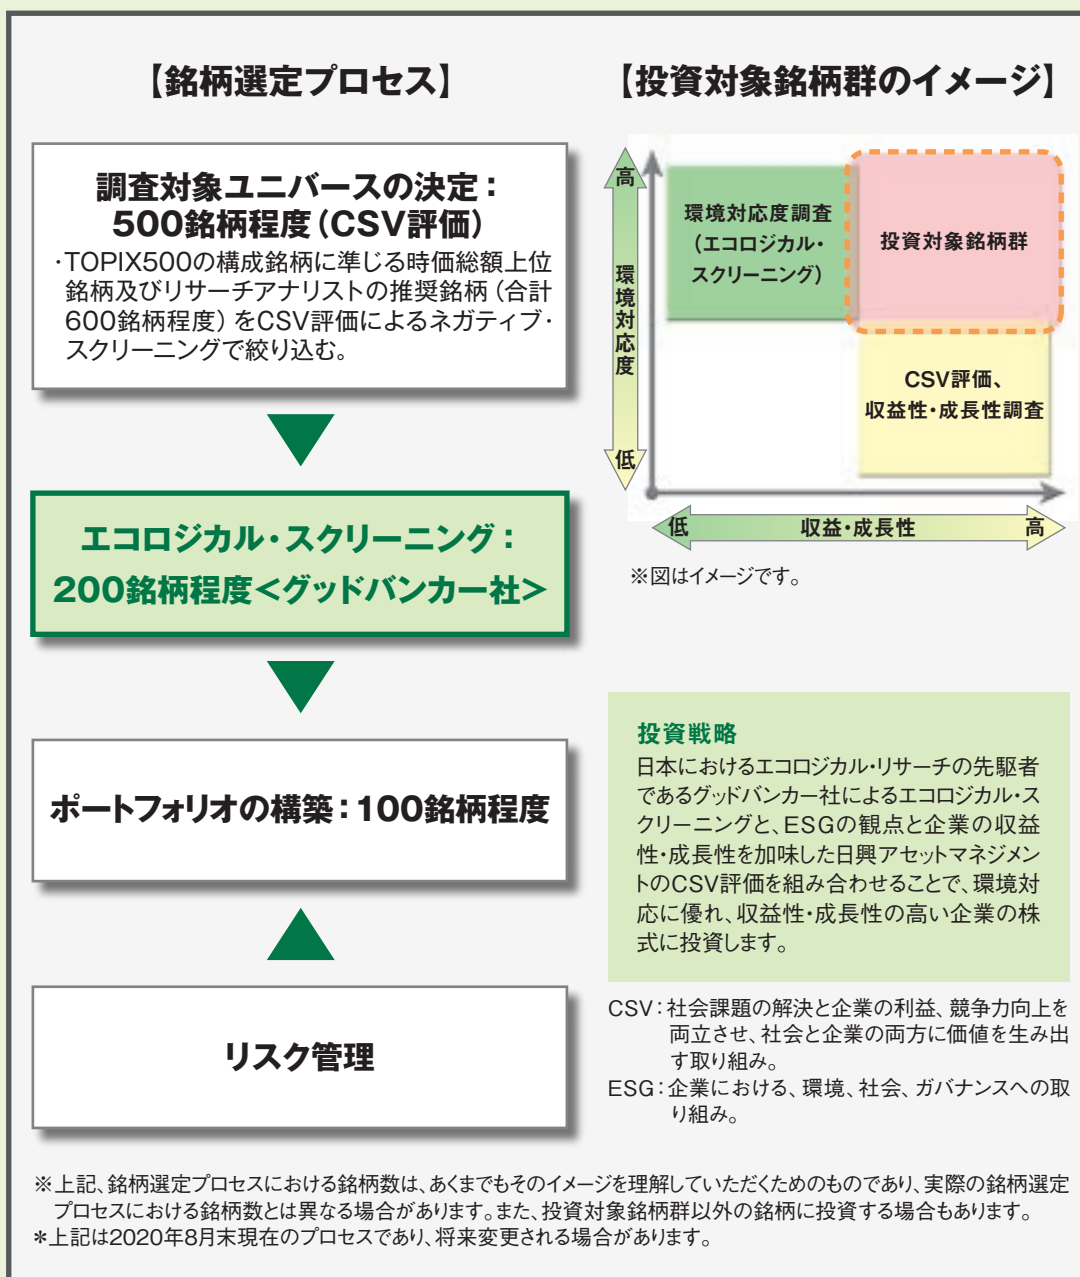 【銘柄選定プロセス】
調査対象ユニバースの決定：
500銘柄程度（CSV評価）
・TOPIX500の構成銘柄に準じる時価総額上位
銘柄及びリサーチアナリストの推奨銘柄（合計
600銘柄程度）をCSV評価によるネガティブ・
スクリーニングで絞り込む。
エコロジカル・スクリーニング：
200銘柄程度＜グッドバンカー社＞
ポートフォリオの構築：100銘柄程度
リスク管理
【投資対象銘柄群のイメージ】
高
環境対応度
低
環境対応度調査
（エコロジカル・
スクリーニング）
投資対象銘柄群
CSV評価、
収益性・成長性調査
低 収益・成長性 高
※図はイメージです。
投資戦略
日本におけるエコロジカル・リサーチの先駆者
であるグッドバンカー社によるエコロジカル・ス
クリーニングと、ESGの観点と企業の収益
性・成長性を加味した日興アセットマネジメン
トのCSV評価を組み合わせることで、環境対
応に優れ、収益性・成長性の高い企業の株
式に投資します。
CSV：社会課題の解決と企業の利益、競争力向上を
両立させ、社会と企業の両方に価値を生み出
す取り組み。
ESG：企業における、環境、社会、ガバナンスへの取
り組み。
※上記、銘柄選定プロセスにおける銘柄数は、あくまでもそのイメージを理解していただくためのものであり、実際の銘柄選定
プロセスにおける銘柄数とは異なる場合があります。また、投資対象銘柄群以外の銘柄に投資する場合もあります。
＊上記は2020年8月末現在のプロセスであり、将来変更される場合があります。